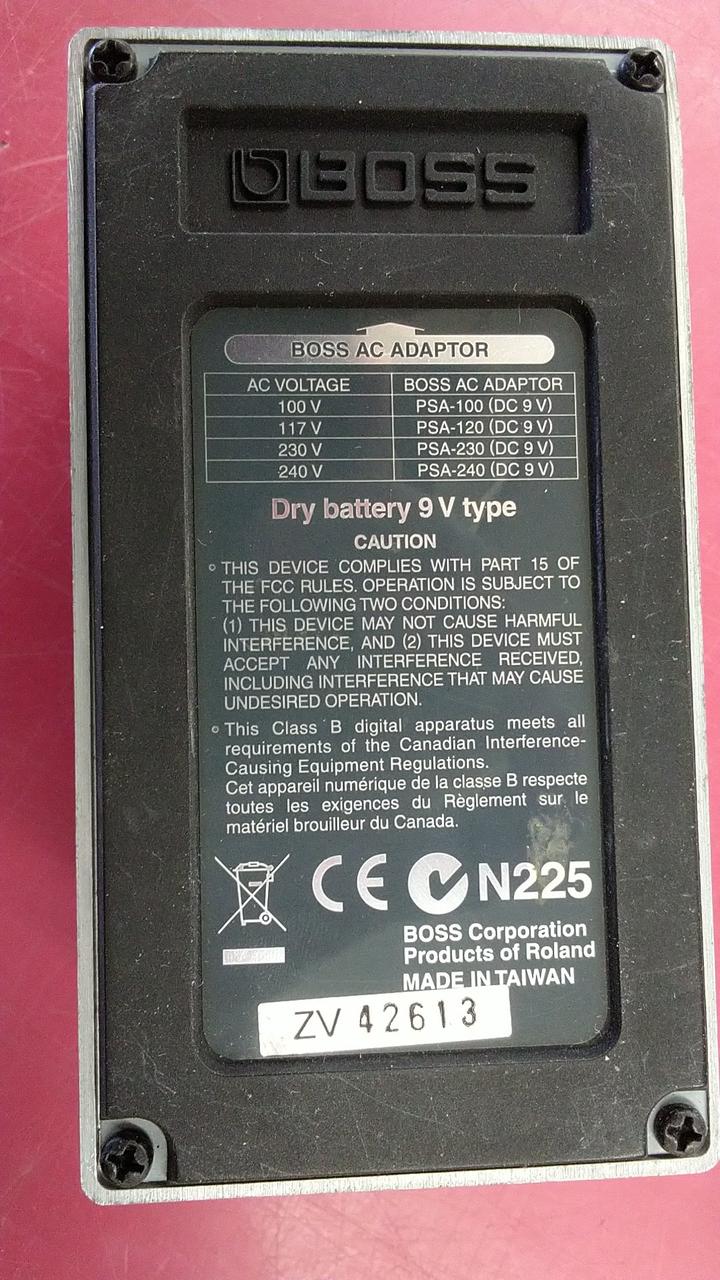 BOSS
BOSS AC ADAPTOR
AC VOLTAGE BOSS AC ADAPTOR
100 V PSA-100 (DC 9 V)
117 V PSA-120 (DC 9 V)
230 V PSA-230 (DC 9 V)
240 V PSA-240 (DC 9 V)
Dry battery 9 V type
CAUTION
THIS DEVICE COMPLIES WITH PART 15 OF
THE FCC RULES. OPERATION IS SUBJECT TO
THE FOLLOWING TWO CONDITIONS:
(1) THIS DEVICE MAY NOT CAUSE HARMFUL
INTERFERENCE, AND (2) THIS DEVICE MUST
ACCEPT ANY INTERFERENCE RECEIVED,
INCLUDING INTERFERENCE THAT MAY CAUSE
UNDESIRED OPERATION.
This Class B digital apparatus meets all
requirements of the Canadian Interference-
Causing Equipment Regulations.
Cet appareil numérique de la classe B respecte
toutes les exigences du Règlement sur le
matériel brouilleur du Canada.
CE N225
BOSS Corporation
Products of Roland
MADE IN TAIWAN
ZV 42613